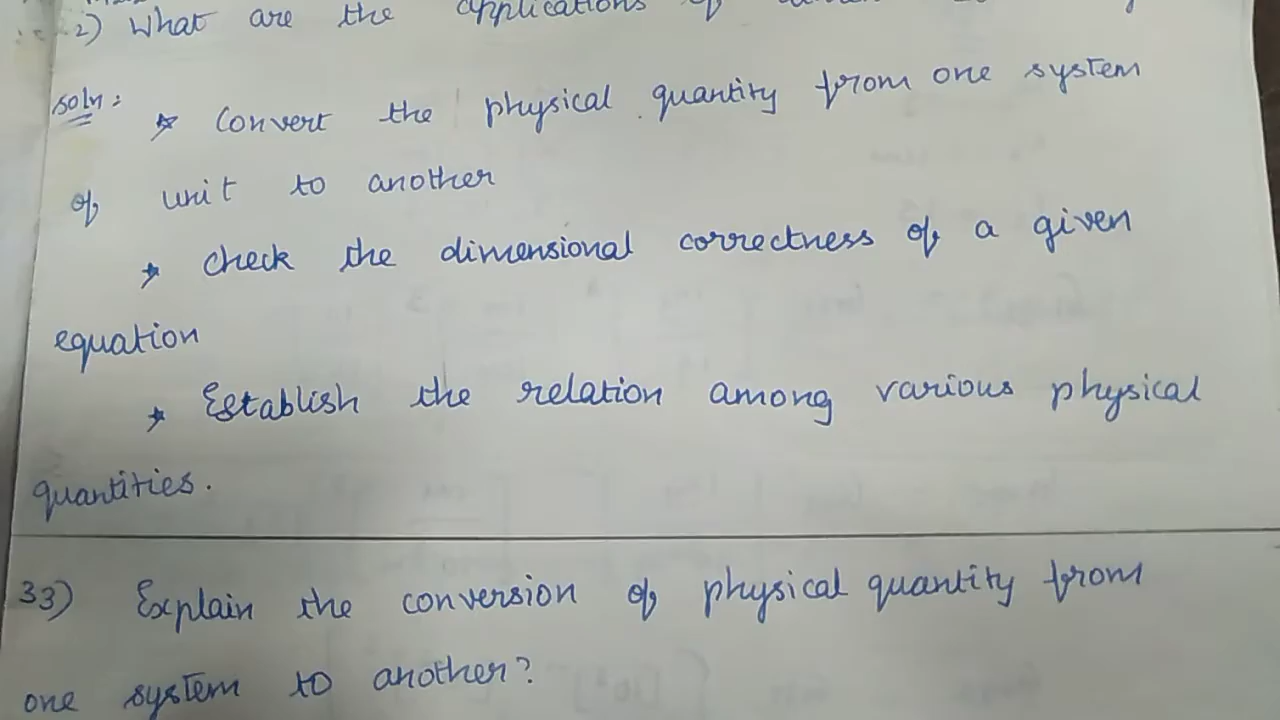 2) What are the applications of
Soln:
* Convert the physical quantity from one system
of unit to another
* check the dimensional correctness of a given
equation
* Establish the relation among various physical
quantities.
33) Explain the conversion of physical quantity from
one system to another?